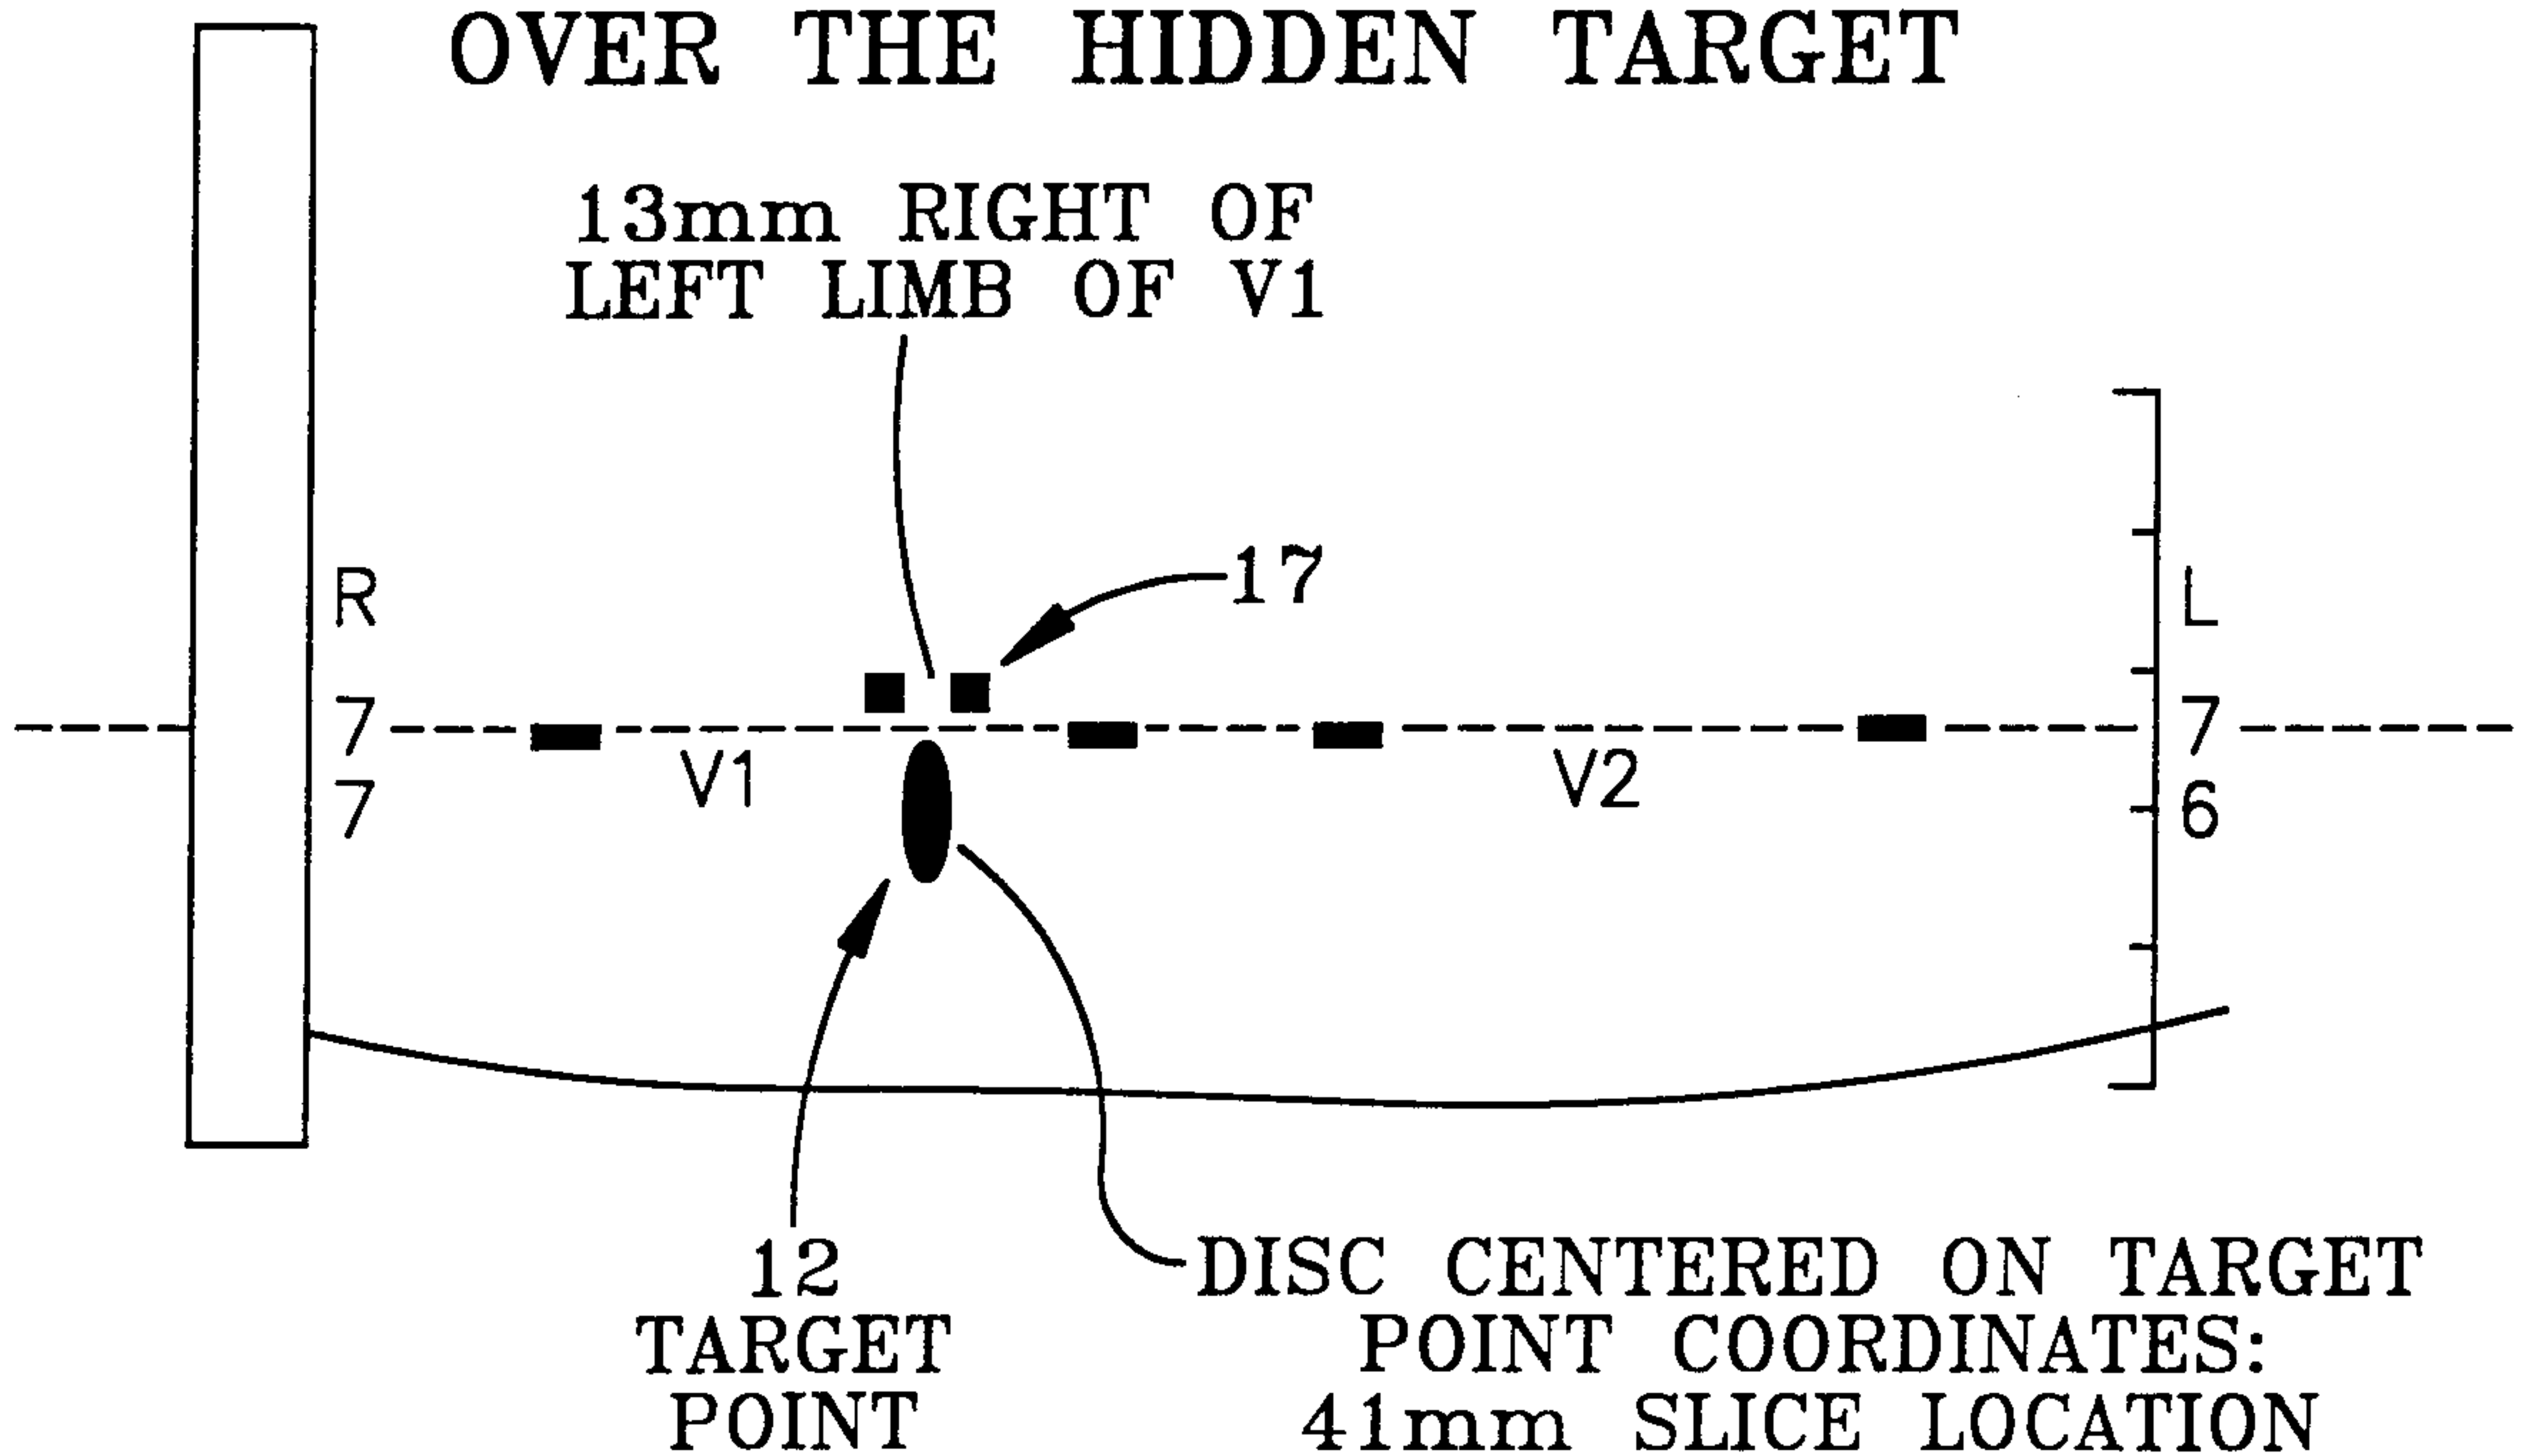 OVER THE HIDDEN TARGET
13mm RIGHT OF
LEFT LIMB OF V1
17
R
7
7
L
7
6
V1
V2
12
TARGET
POINT
DISC CENTERED ON TARGET
POINT COORDINATES:
41mm SLICE LOCATION